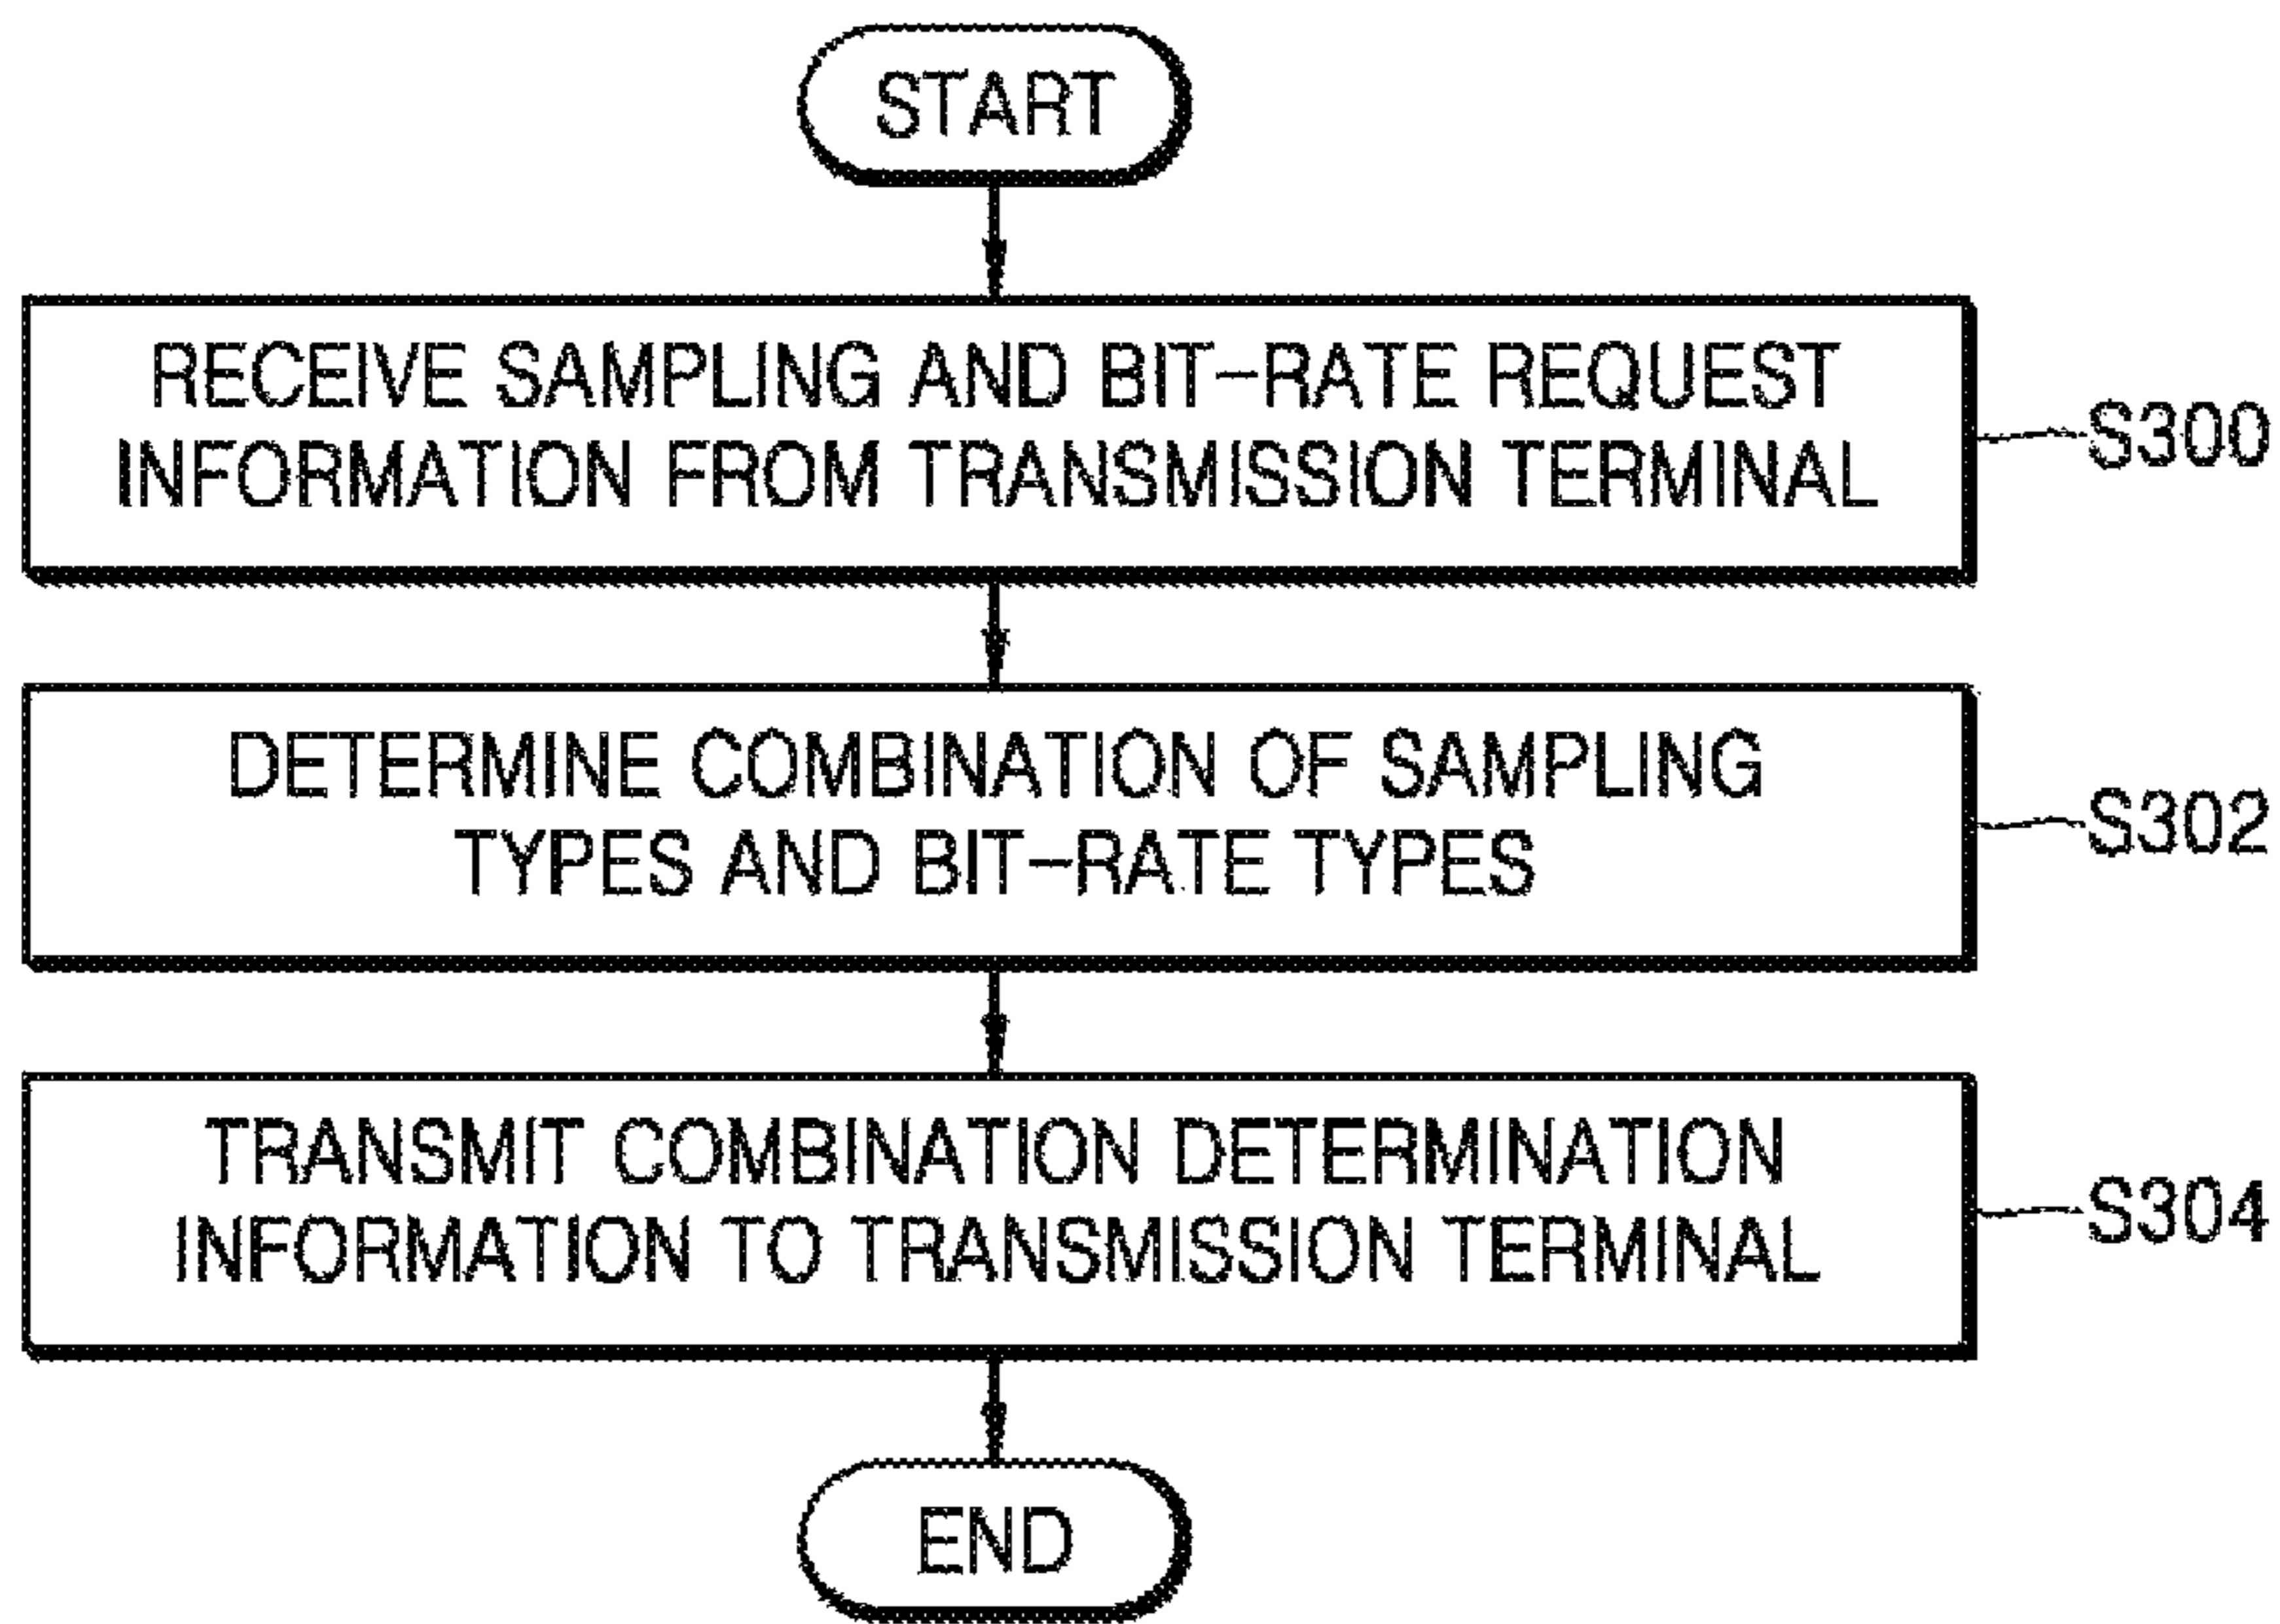 START
RECEIVE SAMPLING AND BIT-RATE REQUEST
INFORMATION FROM TRANSMISSION TERMINAL
S300
DETERMINE COMBINATION OF SAMPLING
TYPES AND BIT-RATE TYPES
S302
TRANSMIT COMBINATION DETERMINATION
INFORMATION TO TRANSMISSION TERMINAL
S304
END